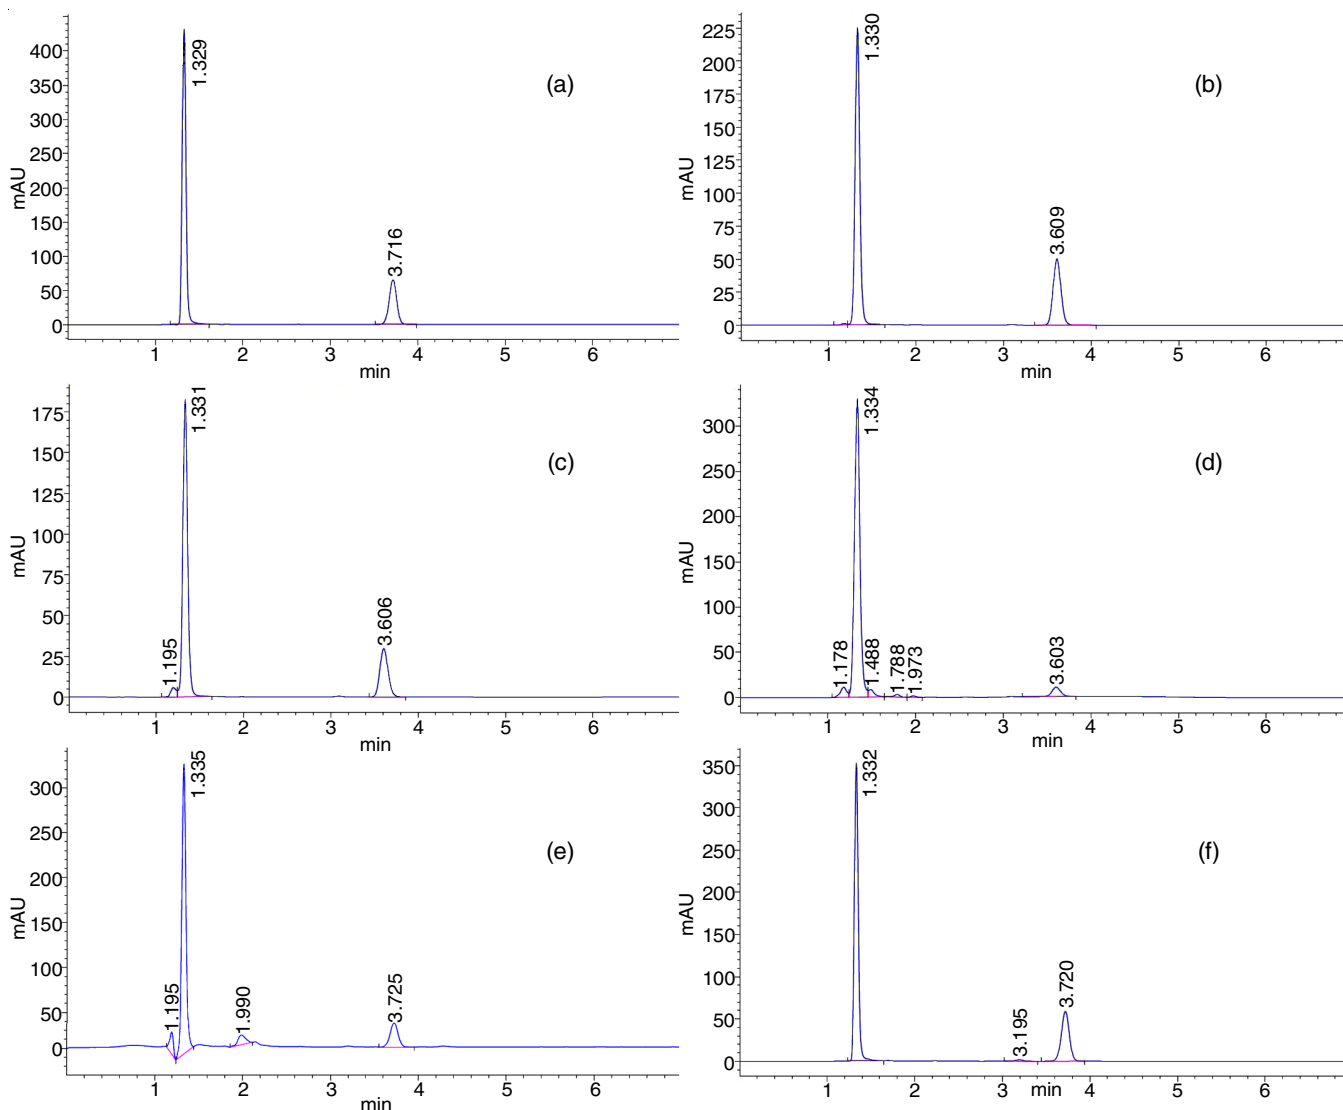 1.329
3.716
(a)
400
350
300
250
200
150
100
50
0
mAU
1 2 3 4 5 6
min
1.330
3.609
(b)
225
200
175
150
125
100
75
50
25
0
mAU
1 2 3 4 5 6
min
1.195
1.331
3.606
(c)
175
150
125
100
75
50
25
0
mAU
1 2 3 4 5 6
min
1.178
1.334
1.488
1.788
1.973
3.603
(d)
300
250
200
150
100
50
0
mAU
1 2 3 4 5 6
min
1.195
1.335
1.990
3.725
(e)
300
250
200
150
100
50
0
mAU
1 2 3 4 5 6
min
1.332
3.195
3.720
(f)
350
300
250
200
150
100
50
0
mAU
1 2 3 4 5 6
min